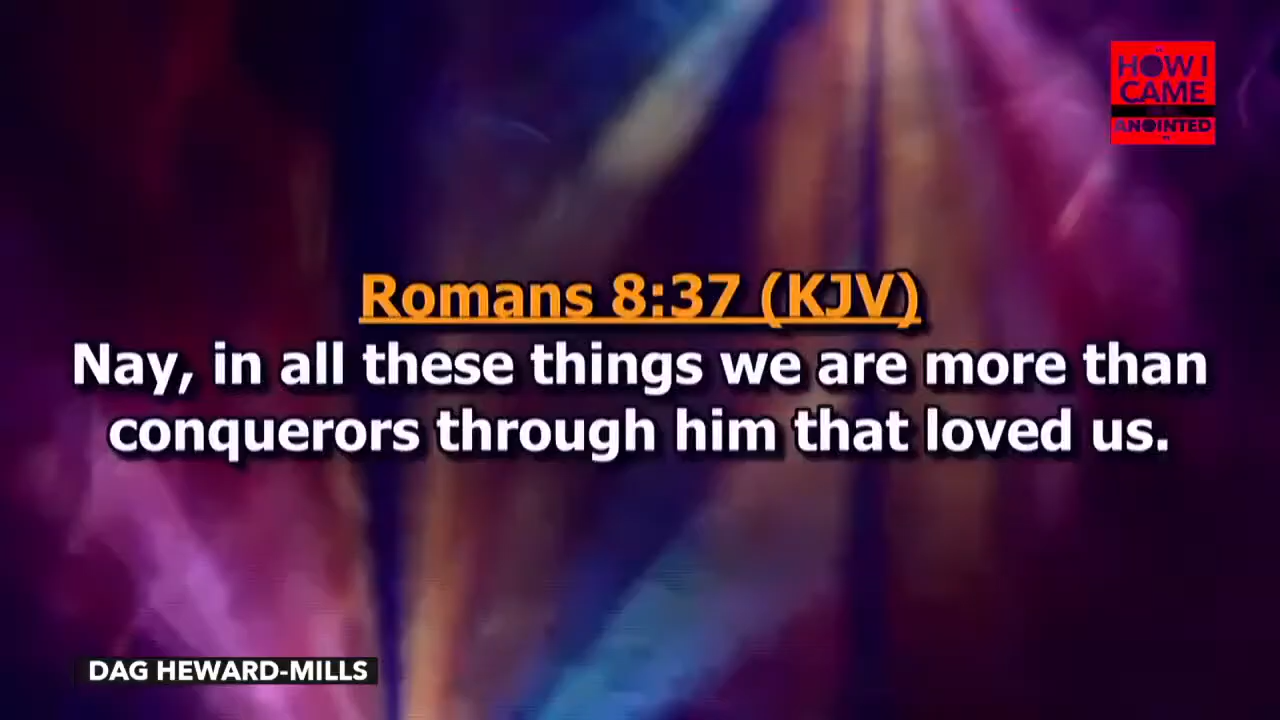 HOW I
CAME
ANOINTED
Romans 8:37 (KJV)
Nay, in all these things we are more than
conquerors through him that loved us.
DAG HEWARD-MILLS